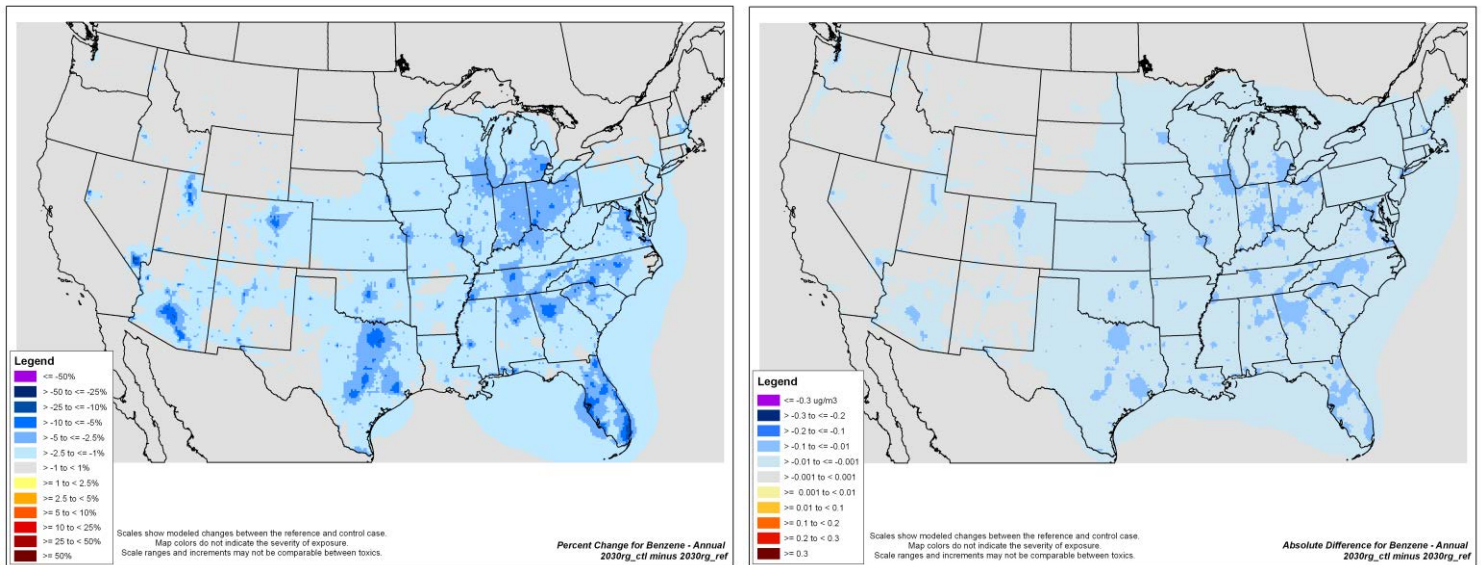 Legend
<= -50%
> -50 to <= -25%
> -25 to <= -10%
> -10 to <= -5%
> -5 to <= -2.5%
> -2.5 to <= -1%
> -1 to < 1%
>= 1 to < 2.5%
>= 2.5 to < 5%
>= 5 to < 10%
>= 10 to < 25%
>= 25 to < 50%
>= 50%
Scales show modeled changes between the reference and control case.
Map colors do not indicate the severity of exposure.
Scale ranges and increments may not be comparable between toxics.
Percent Change for Benzene - Annual
2030rg_ctl minus 2030rg_ref
Legend
<= -0.3 ug/m3
> -0.3 to <= -0.2
> -0.2 to <= -0.1
> -0.1 to <= -0.01
> -0.01 to <= -0.001
> -0.001 to < 0.001
>= 0.001 to < 0.01
>= 0.01 to < 0.1
>= 0.1 to < 0.2
>= 0.2 to < 0.3
>= 0.3
Scales show modeled changes between the reference and control case.
Map colors do not indicate the severity of exposure.
Scale ranges and increments may not be comparable between toxics.
Absolute Difference for Benzene - Annual
2030rg_ctl minus 2030rg_ref